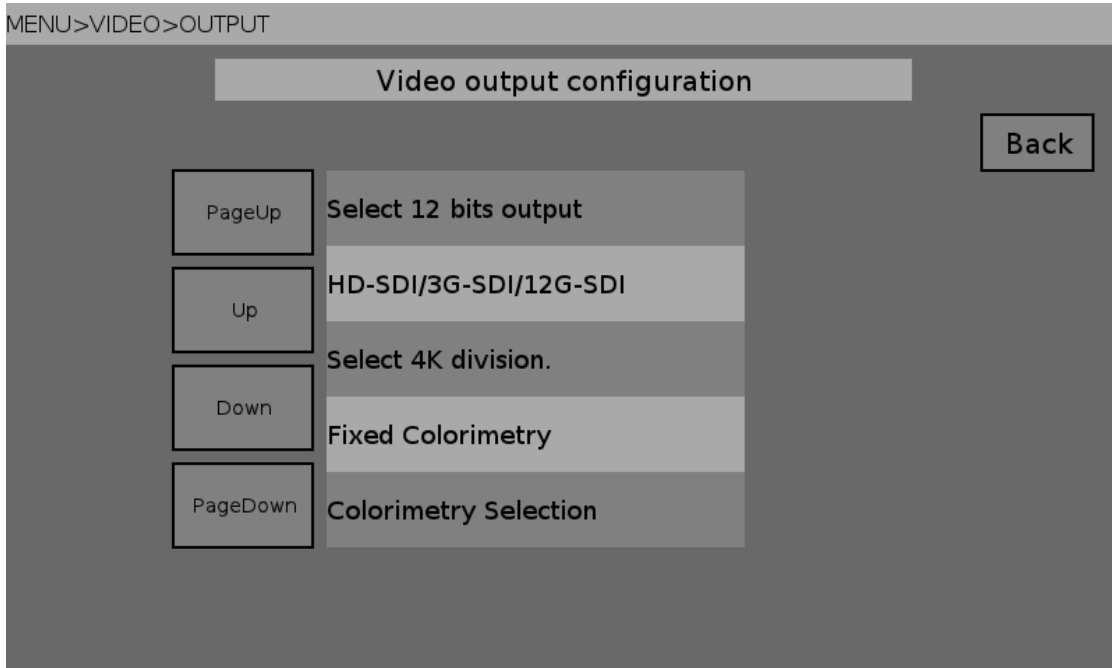 MENU>VIDEO>OUTPUT
Video output configuration
Back
PageUp
Select 12 bits output
HD-SDI/3G-SDI/12G-SDI
Up
Select 4K division.
Down
Fixed Colorimetry
PageDown
Colorimetry Selection